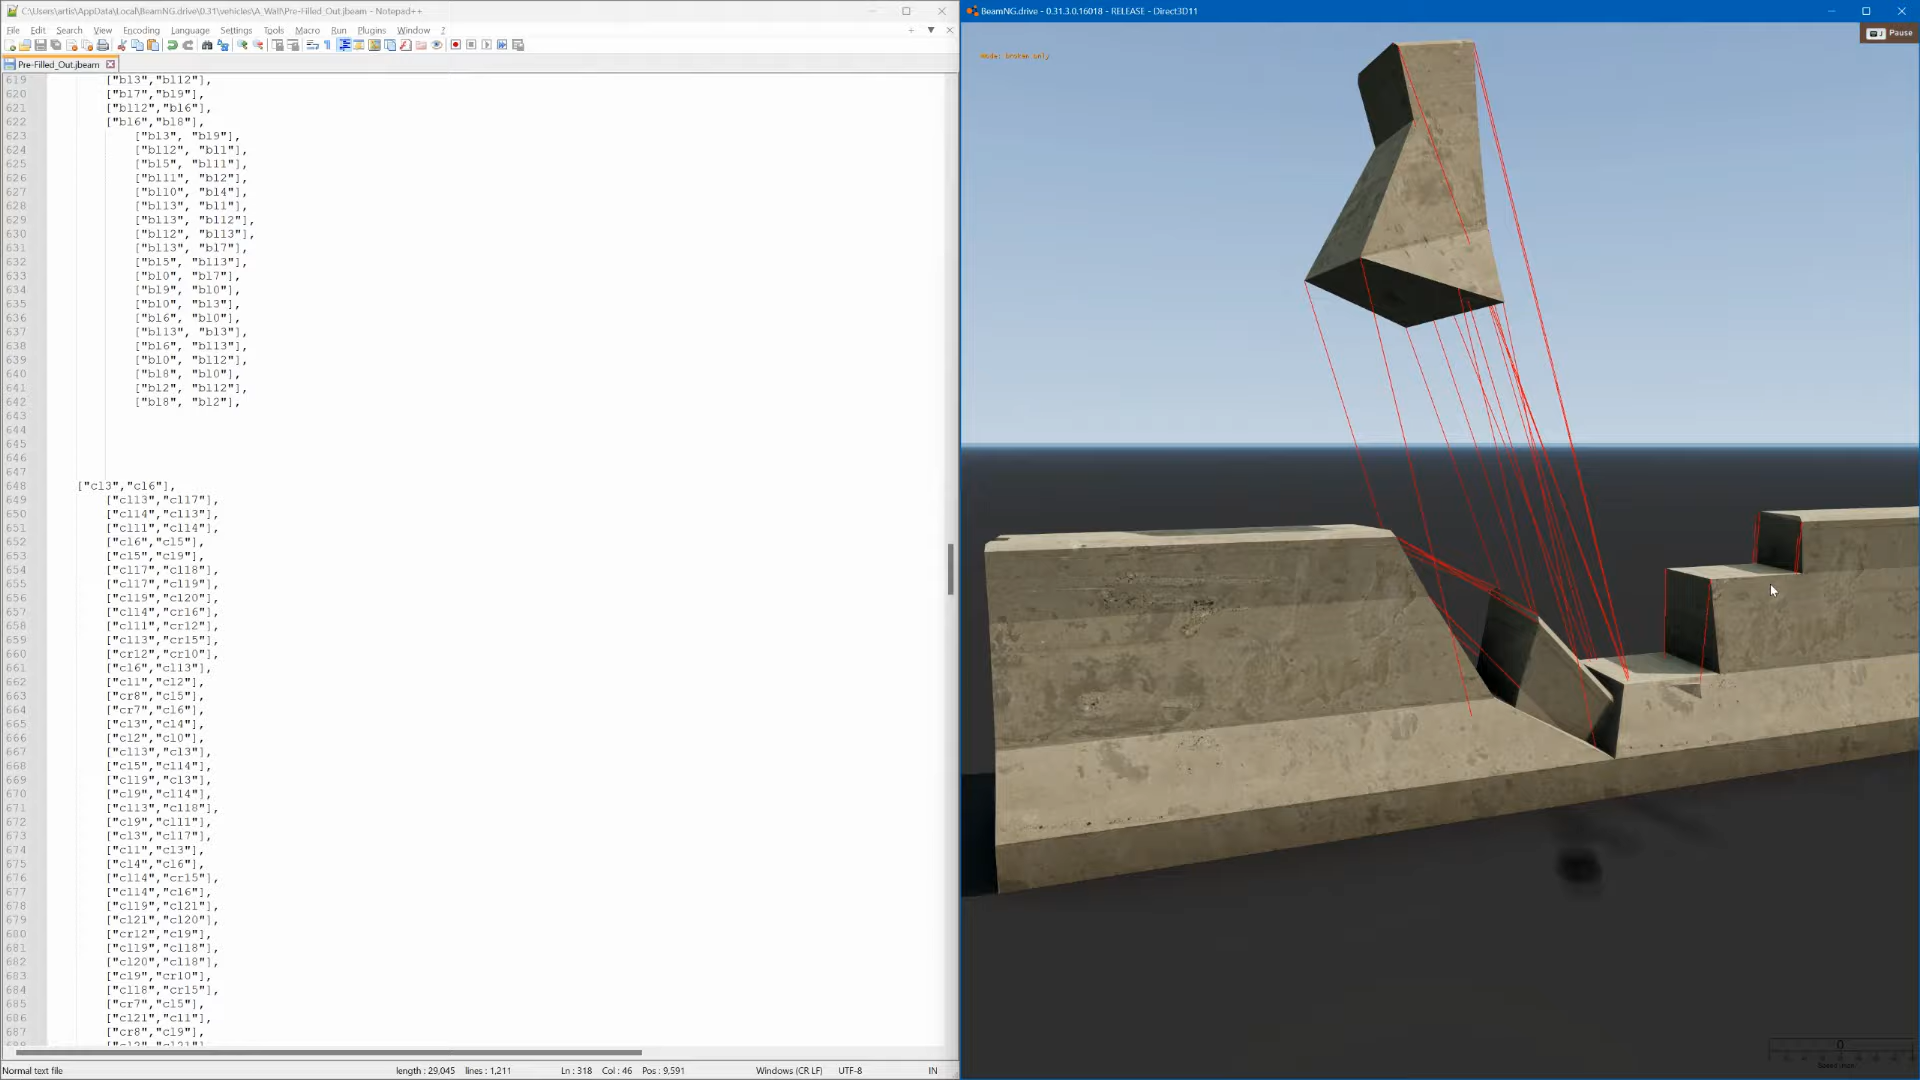 C:\Users\artis\AppData\Local\BeamNG.drive\0.31\vehicles\A_Wall\Pre-Filled_Out.jbeam - Notepad++
File Edit Search View Encoding Language Settings Tools Macro Run Plugins Window ?
Pre-Filled_Out.jbeam
619 ["bl3","bl12"],
620 ["bl7","bl9"],
621 ["bl12","bl6"],
622 ["bl6","bl8"],
623 ["bl3", "bl9"],
624 ["bl12", "bl1"],
625 ["bl5", "bl11"],
626 ["bl11", "bl2"],
627 ["bl10", "bl4"],
628 ["bl13", "bl1"],
629 ["bl13", "bl12"],
630 ["bl12", "bl13"],
631 ["bl13", "bl7"],
632 ["bl5", "bl13"],
633 ["bl0", "bl7"],
634 ["bl9", "bl0"],
635 ["bl0", "bl3"],
636 ["bl6", "bl0"],
637 ["bl13", "bl3"],
638 ["bl6", "bl13"],
639 ["bl0", "bl12"],
640 ["bl8", "bl0"],
641 ["bl2", "bl12"],
642 ["bl8", "bl2"],
643
644
645
646
647
648 ["cl3","cl6"],
649 ["cl13","cl17"],
650 ["cl14","cl13"],
651 ["cl11","cl14"],
652 ["cl6","cl5"],
653 ["cl5","cl9"],
654 ["cl17","cl18"],
655 ["cl17","cl19"],
656 ["cl19","cl20"],
657 ["cl14","cr16"],
658 ["cl11","cr12"],
659 ["cl13","cr15"],
660 ["cr12","cr10"],
661 ["cl6","cl13"],
662 ["cl1","cl2"],
663 ["cr8","cl5"],
664 ["cr7","cl6"],
665 ["cl3","cl4"],
666 ["cl2","cl0"],
667 ["cl13","cl3"],
668 ["cl5","cl14"],
669 ["cl19","cl3"],
670 ["cl9","cl14"],
671 ["cl13","cl18"],
672 ["cl9","cl11"],
673 ["cl3","cl17"],
674 ["cl1","cl3"],
675 ["cl4","cl6"],
676 ["cl14","cr15"],
677 ["cl14","cl6"],
678 ["cl19","cl21"],
679 ["cl21","cl20"],
680 ["cr12","cl9"],
681 ["cl19","cl18"],
682 ["cl20","cl18"],
683 ["cl9","cr10"],
684 ["cl18","cr15"],
685 ["cr7","cl5"],
686 ["cl21","cl1"],
687 ["cr8","cl9"],
Normal text file length : 29,045 lines : 1,211 Ln : 318 Col : 46 Pos : 9,591 Windows (CR LF) UTF-8 IN
BeamNG.drive - 0.31.3.0.16018 - RELEASE - Direct3D11
J Pause
mode: broken only
0